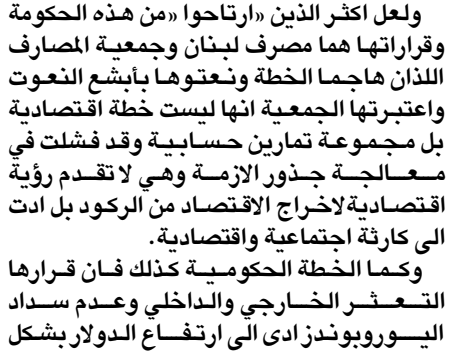 ولعل اكثر الذين «ارتاحوا «من هذه الحكومة
وقراراتها هما مصرف لبنان وجمعية المصارف
اللذان هاجما الخطة ونعتوها بأبشع النعوت
واعتبرتها الجمعية انها ليست خطة اقتصادية
بل مجموعة تمارين حسابية وقد فشلت في
معالجة جذور الازمة وهي لا تقدم رؤية
اقتصادية لاخراج الاقتصاد من الركود بل ادت
الى كارثة اجتماعية واقتصادية.
وكما الخطة الحكومية كذلك فان قرارها
التعثر الخارجي والداخلي وعدم سداد
اليوروبوندز ادى الى ارتفاع الدولار بشكل